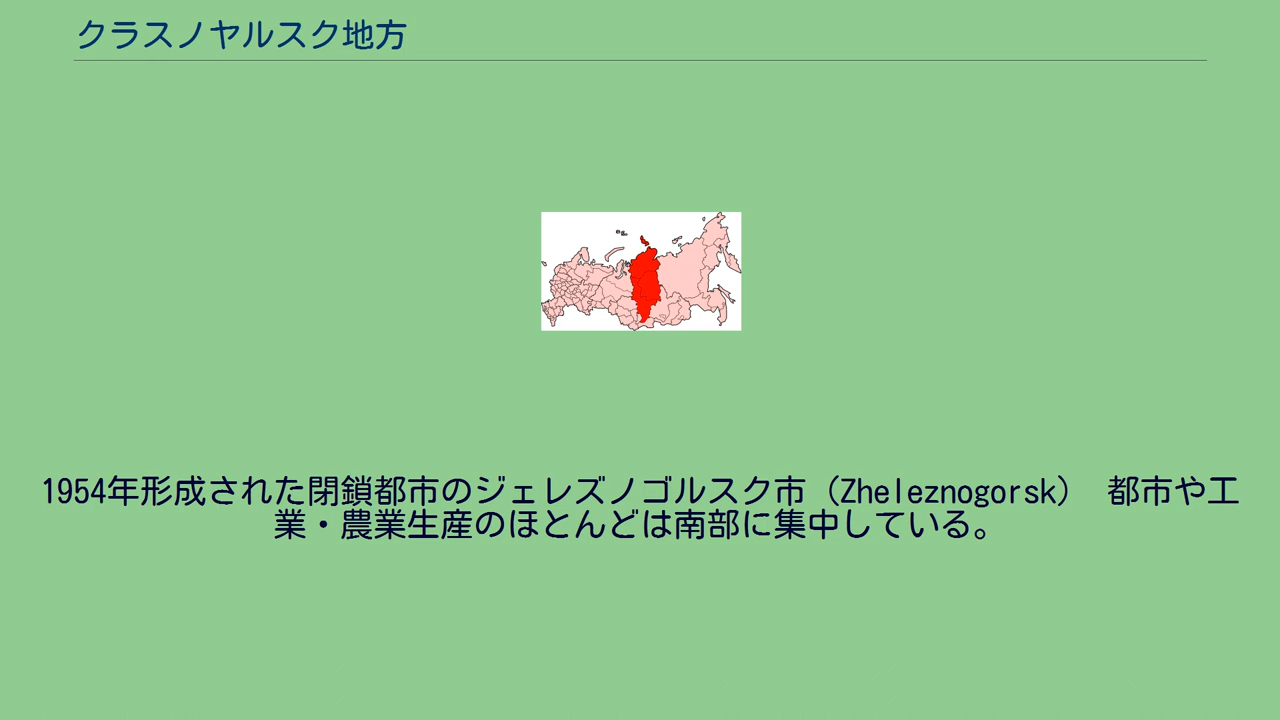 クラスノヤルスク地方
1954年形成された閉鎖都市のジェレズノゴルスク市（Zheleznogorsk） 都市や工
業・農業生産のほとんどは南部に集中している。